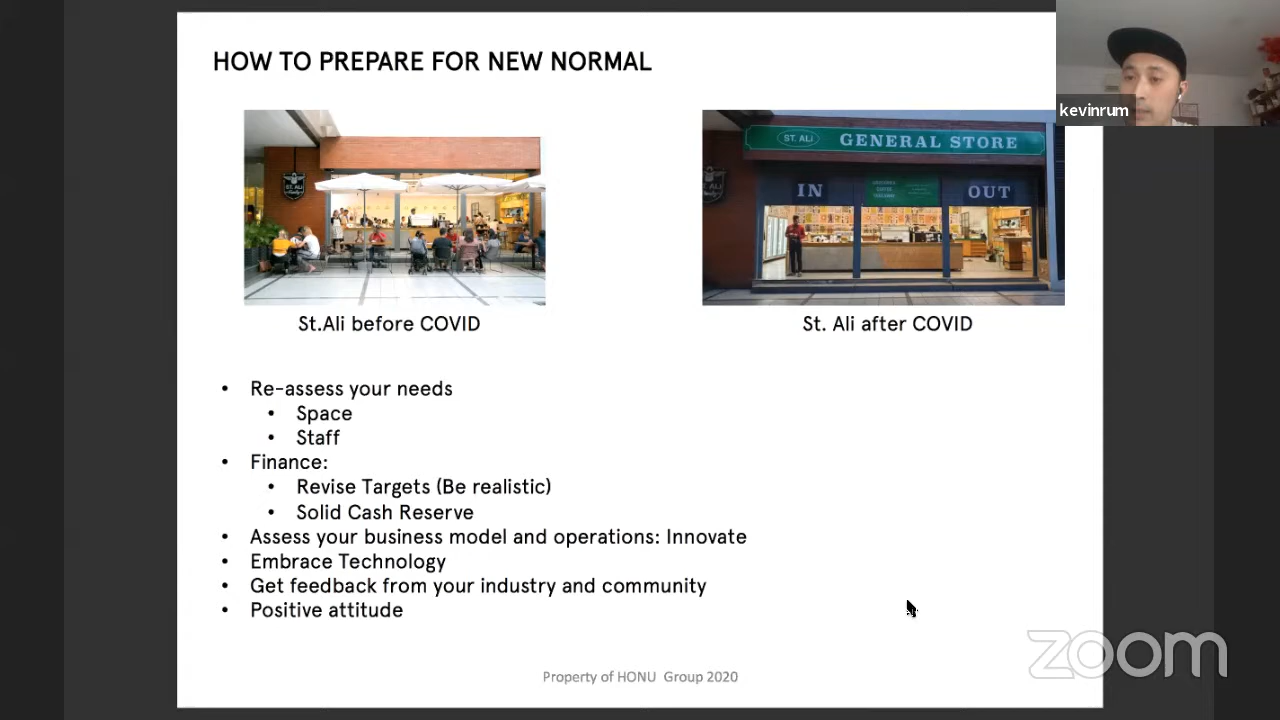 HOW TO PREPARE FOR NEW NORMAL
kevinrum
ST. ALi
ST. ALi
GENERAL STORE
IN
OUT
St.Ali before COVID
St. Ali after COVID
• Re-assess your needs
• Space
• Staff
• Finance:
• Revise Targets (Be realistic)
• Solid Cash Reserve
• Assess your business model and operations: Innovate
• Embrace Technology
• Get feedback from your industry and community
• Positive attitude
Property of HONU Group 2020
zoom